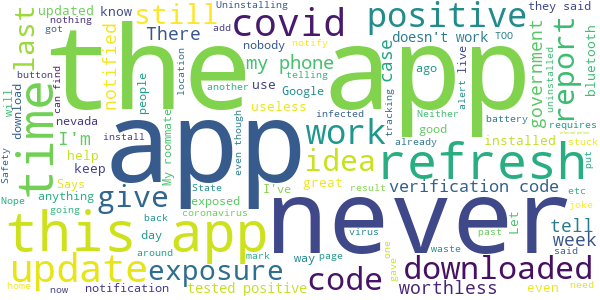 nothing
got
button
nevada
Safety
Nope
home
know
updated
last
download
will
time
I'm
help
keep
Says
anything
going
now
still
There
notified
can find
people
My roommate
install
give
day
around
notification
Uninstalling
add
covid
nobody
notify
telling
TOO
my phone
another
location
use
Google
useless
even though
the app
app
this app
update
exposure
back
State
exposed
coronavirus
I've
tested positive
positive
doesn't work
ago
case
tracking
alert
live
Neither
battery
infected
already
good
work
idea
great
result
verification code
never
mark
virus
way
page
code
one
gave
they said
report
government
uninstalled
bluetooth
requires
installed
stuck
refresh
put
etc
joke
Let
past
tell
week
said
downloaded
waste
worthless
even
need